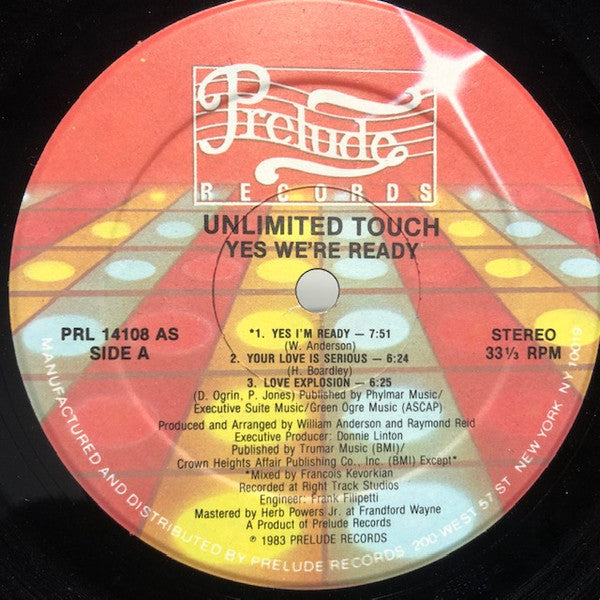 Prelude
RECORDS
UNLIMITED TOUCH
YES WE'RE READY
PRL 14108 AS
SIDE A
STEREO
33 1/3 RPM
*1. YES I'M READY — 7:51
(W. Anderson)
2. YOUR LOVE IS SERIOUS — 6:24
(H. Boardley)
3. LOVE EXPLOSION — 6:25
(D. Ogrin, P. Jones) Published by Phylmar Music/
Executive Suite Music/Green Ogre Music (ASCAP)
Produced and Arranged by William Anderson and Raymond Reid
Executive Producer: Donnie Linton
Published by Trumar Music (BMI)/
Crown Heights Affair Publishing Co., Inc. (BMI) Except*
*Mixed by Francois Kevorkian
Recorded at Right Track Studios
Engineer: Frank Filipetti
Mastered by Herb Powers Jr. at Frandford Wayne
A Product of Prelude Records
℗ 1983 PRELUDE RECORDS
MANUFACTURED AND DISTRIBUTED BY PRELUDE RECORDS 200 WEST 57 ST NEW YORK, NY 10019